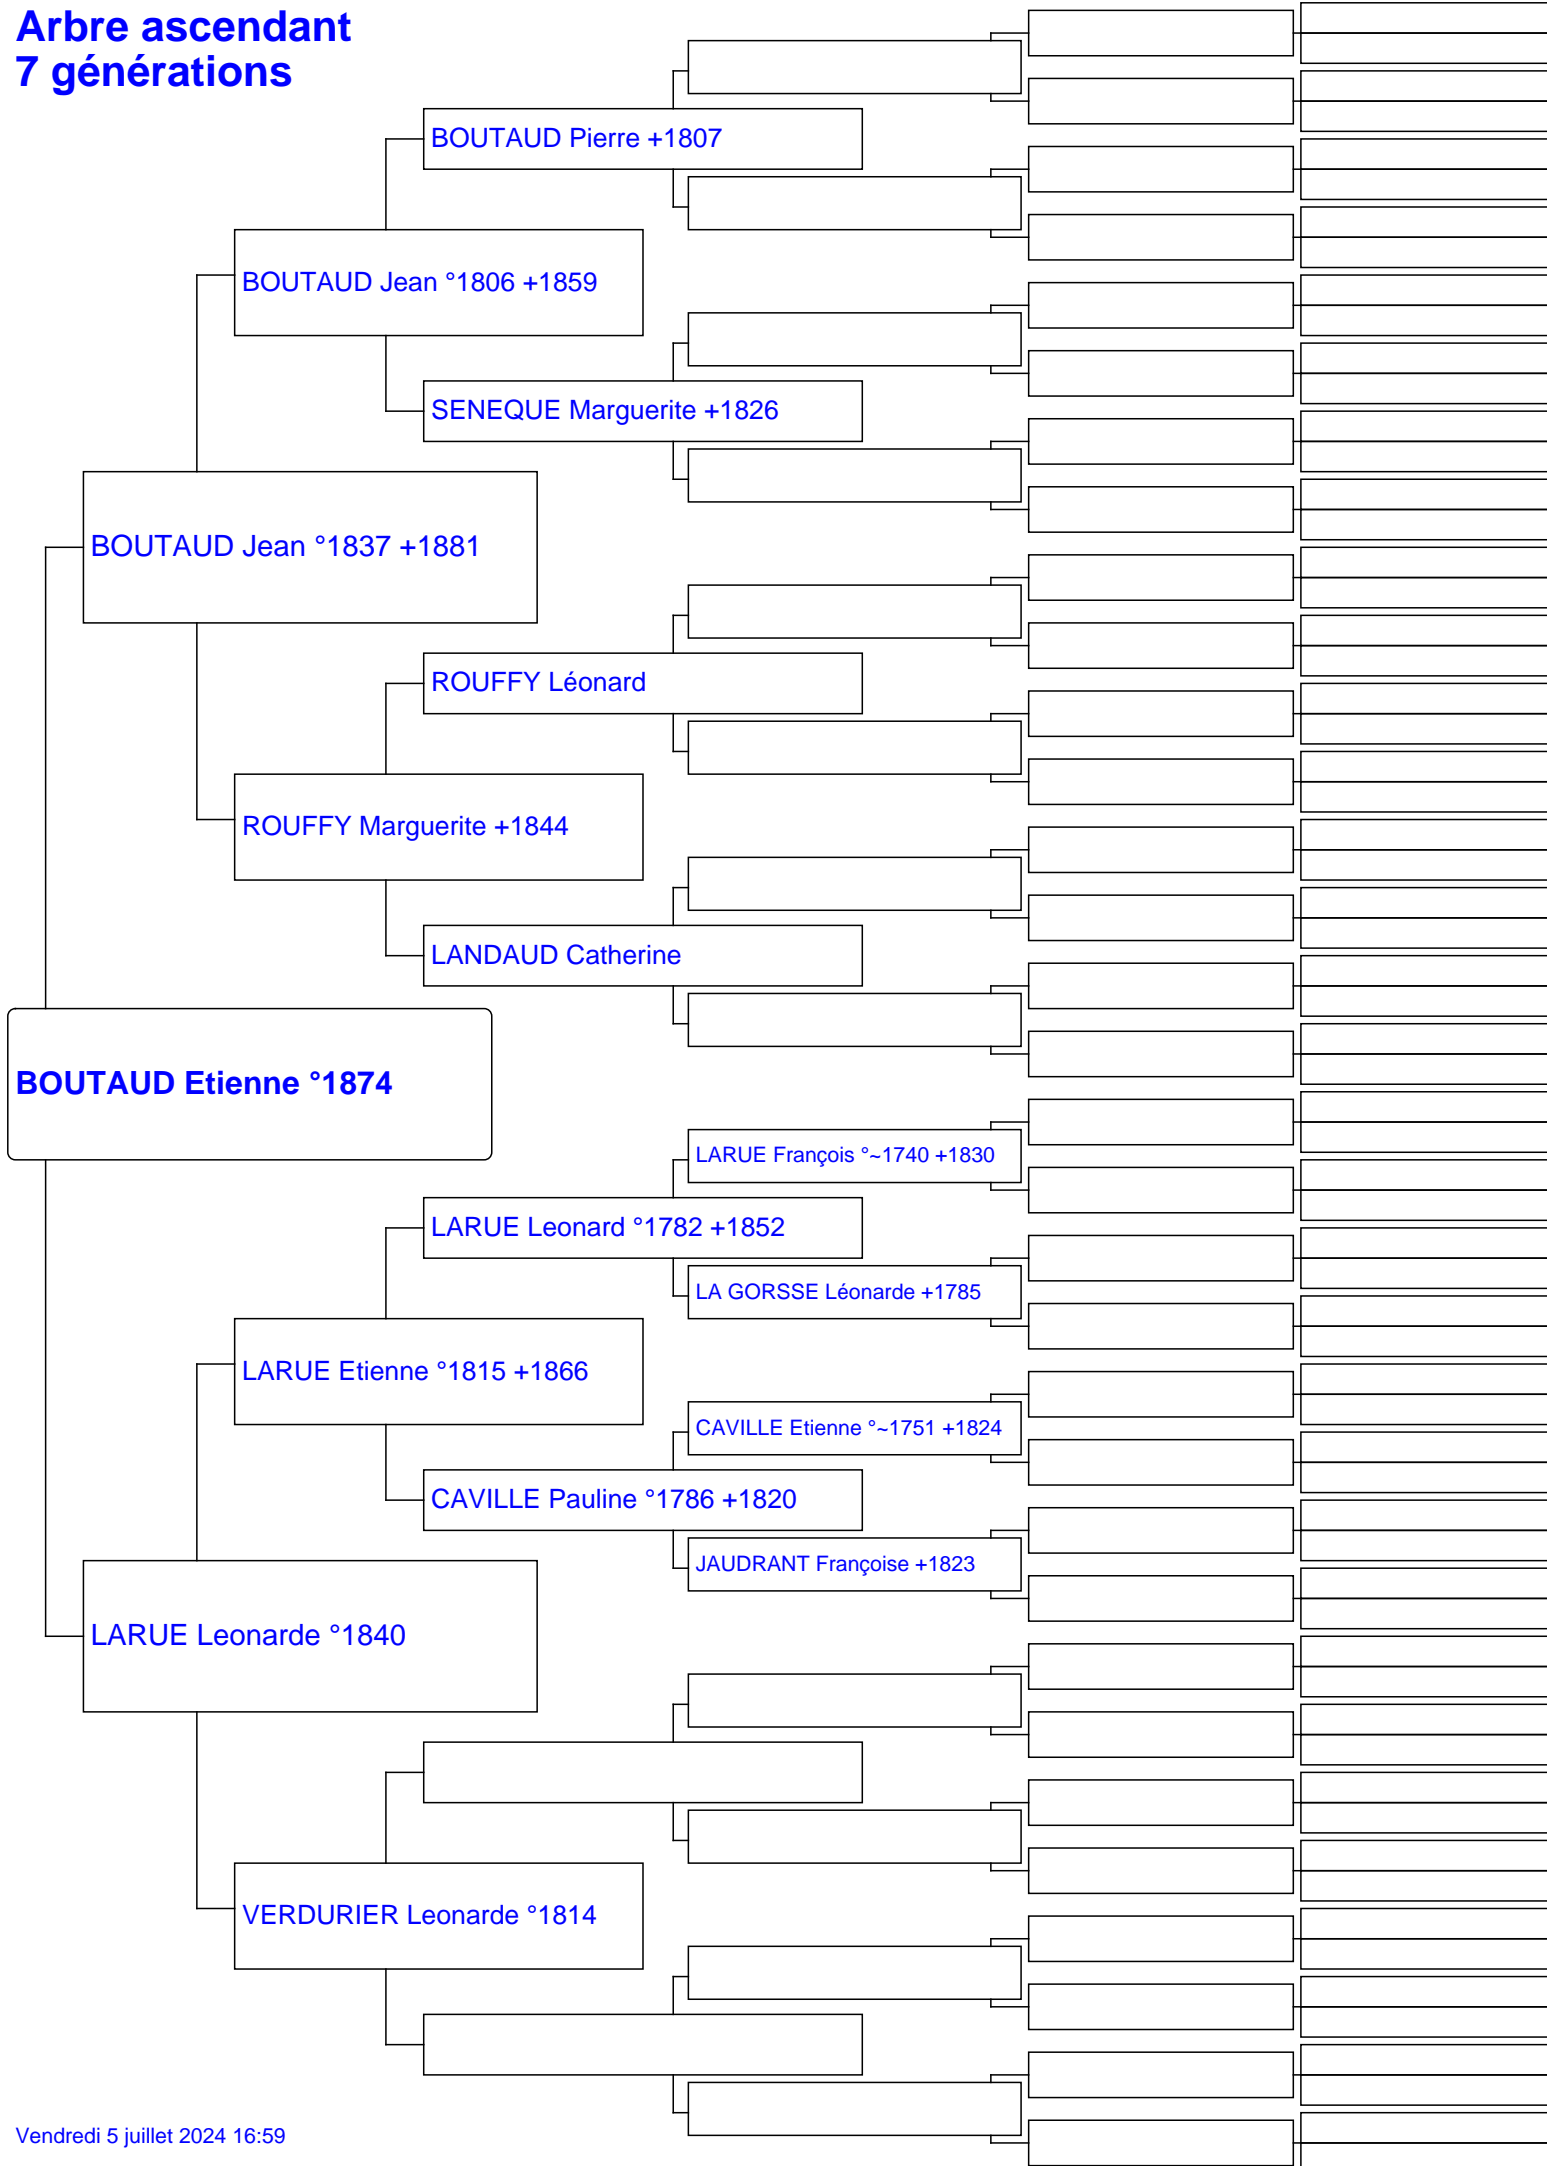 Arbre ascendant
7 générations
BOUTAUD Pierre +1807
BOUTAUD Jean °1806 +1859
SENEQUE Marguerite +1826
BOUTAUD Jean °1837 +1881
ROUFFY Léonard
ROUFFY Marguerite +1844
LANDAUD Catherine
BOUTAUD Etienne °1874
LARUE François °~1740 +1830
LARUE Leonard °1782 +1852
LA GORSSE Léonarde +1785
LARUE Etienne °1815 +1866
CAVILLE Etienne °~1751 +1824
CAVILLE Pauline °1786 +1820
JAUDRANT Françoise +1823
LARUE Leonarde °1840
VERDURIER Leonarde °1814
Vendredi 5 juillet 2024 16:59